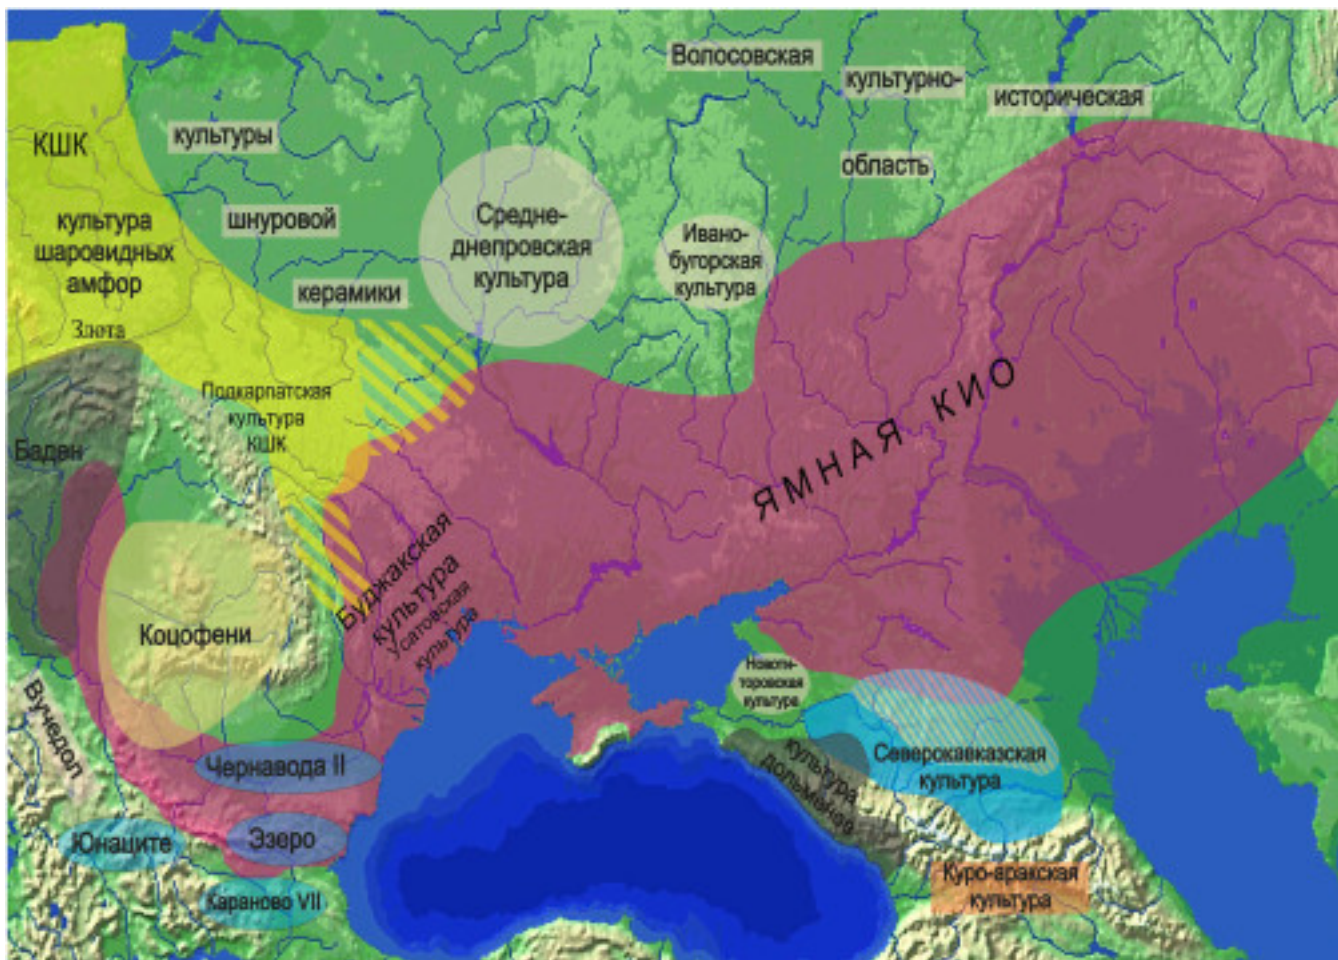 Волосовская
культурно-
историческая
область
КШК
культуры
шнуровой
керамики
культура
шаровидных
амфор
Злота
Средне-
днепровская
культура
Ивано-
бугорская
культура
Подкарпатская
культура
КШК
Баден
ЯМНАЯ КИО
Буджакская
культура
Усатовская
культура
Коцофени
Вучедол
Чернавода II
Юнаците
Эзеро
Караново VII
Новоти-
торовская
культура
Северокавказская
культура
культура
дольменов
Куро-аракская
культура